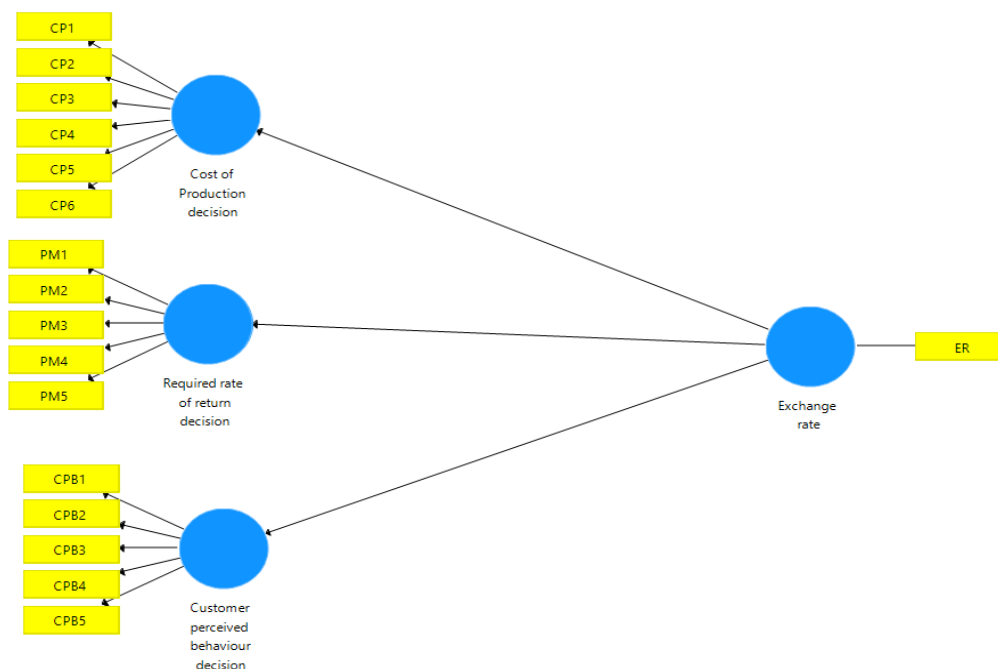 CP1
CP2
CP3
CP4
CP5
CP6
Cost of
Production
decision
PM1
PM2
PM3
PM4
PM5
Required rate
of return
decision
CPB1
CPB2
CPB3
CPB4
CPB5
Customer
perceived
behaviour
decision
Exchange
rate
ER